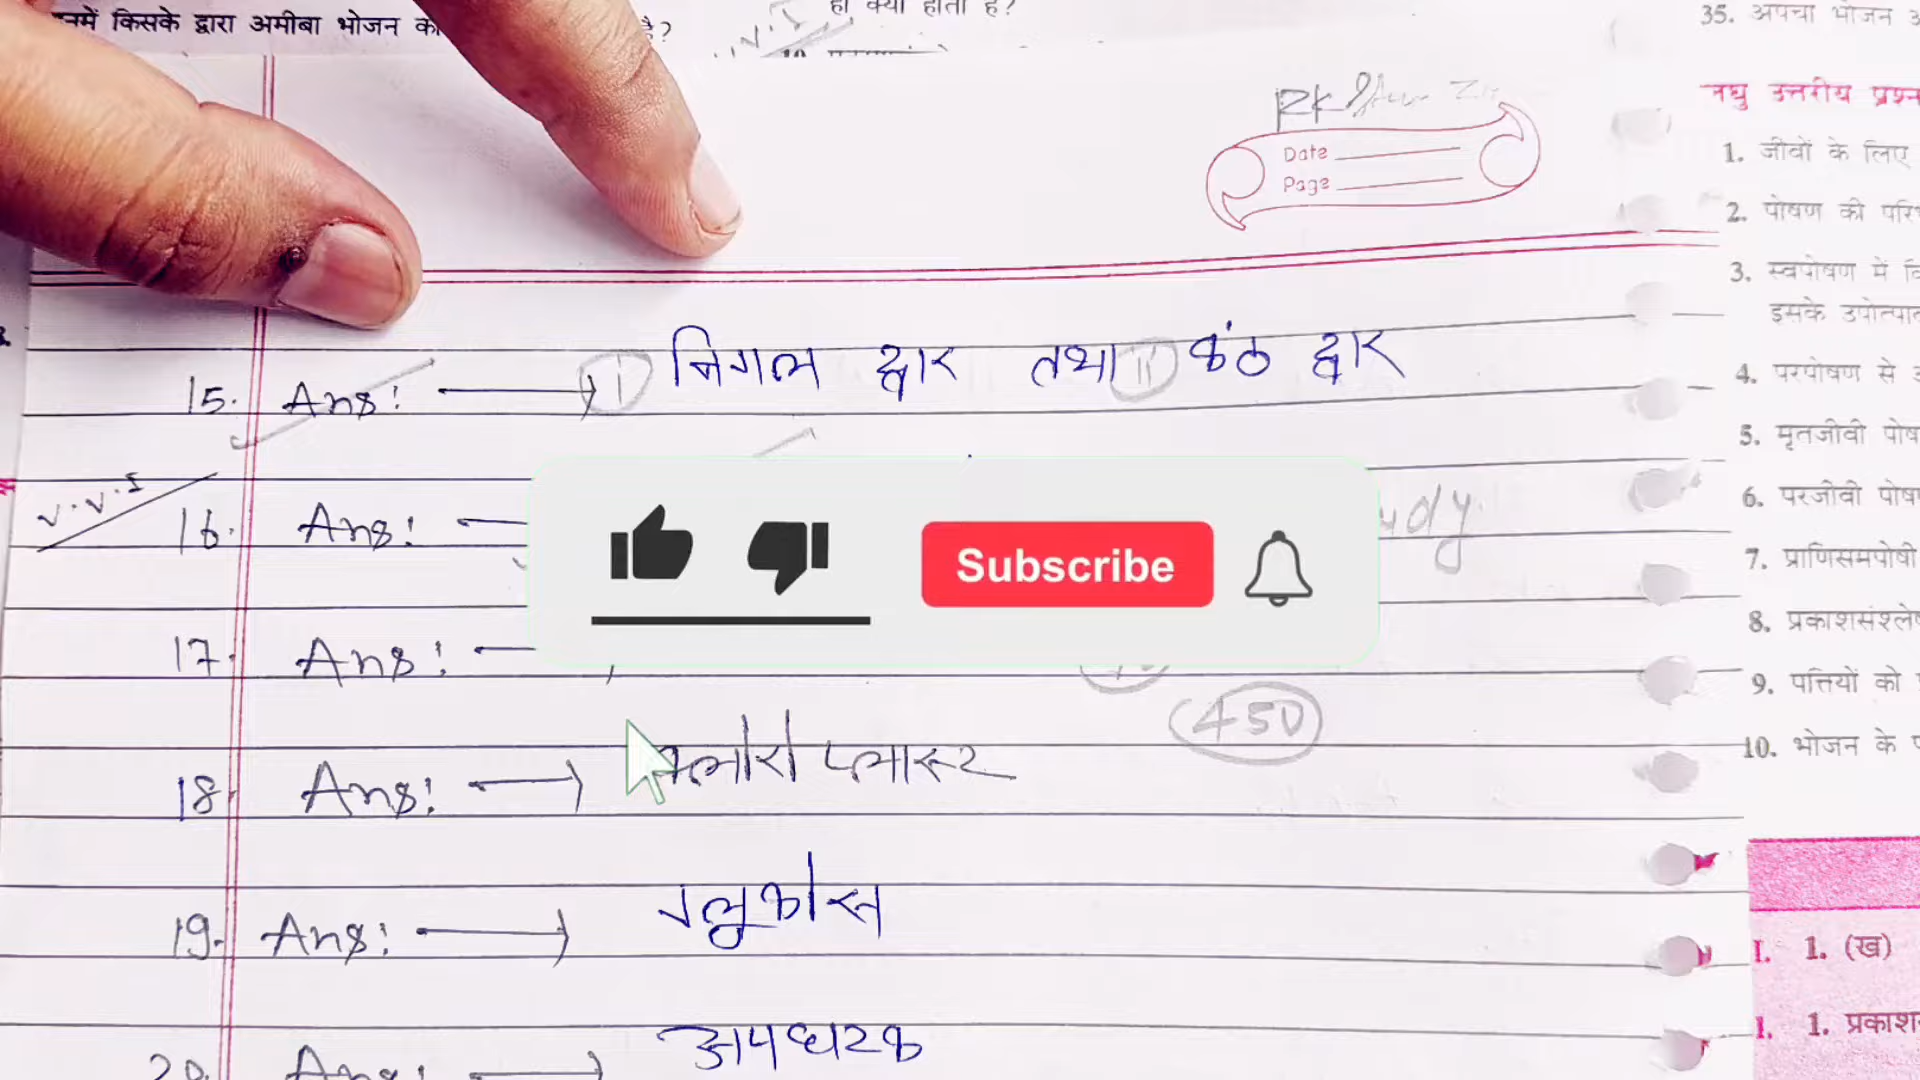 हो क्या होता है?
नमें किसके द्वारा अमीबा भोजन क है?
35. अपचा भोजन
RK
Date
Page
लघु उत्तरीय प्रश्न
1. जीवों के लिए
2. पोषण की परि
3. स्वपोषण में
इसके उपोत्पाद
15. Ans! (i) निगल द्वार तथा (ii) कंठ द्वार
4. परपोषण से
5. मृतजीवी पोष
V.V.I
16. Ans!
6. परजीवी पोष
Subscribe
7. प्राणिसमपोषी
8. प्रकाशसंश्ले
17. Ans!
9. पत्तियों को
450
10. भोजन के
18. Ans! क्लोरो प्लास्ट
19. Ans! ग्लुकोस
I. 1. (ख)
20. Ans! अपघटक
I. 1. प्रकाश